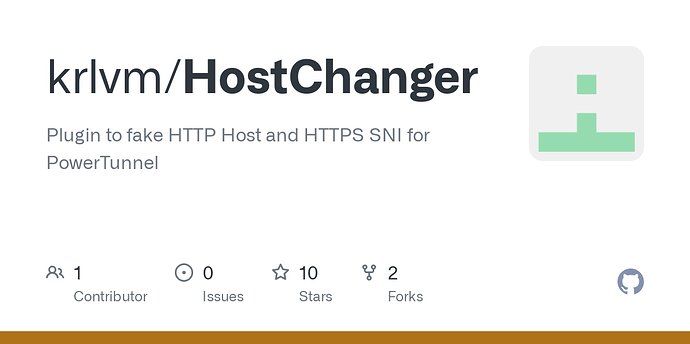 krlvm/HostChanger
Plugin to fake HTTP Host and HTTPS SNI for
PowerTunnel
1
Contributor
0
Issues
10
Stars
2
Forks